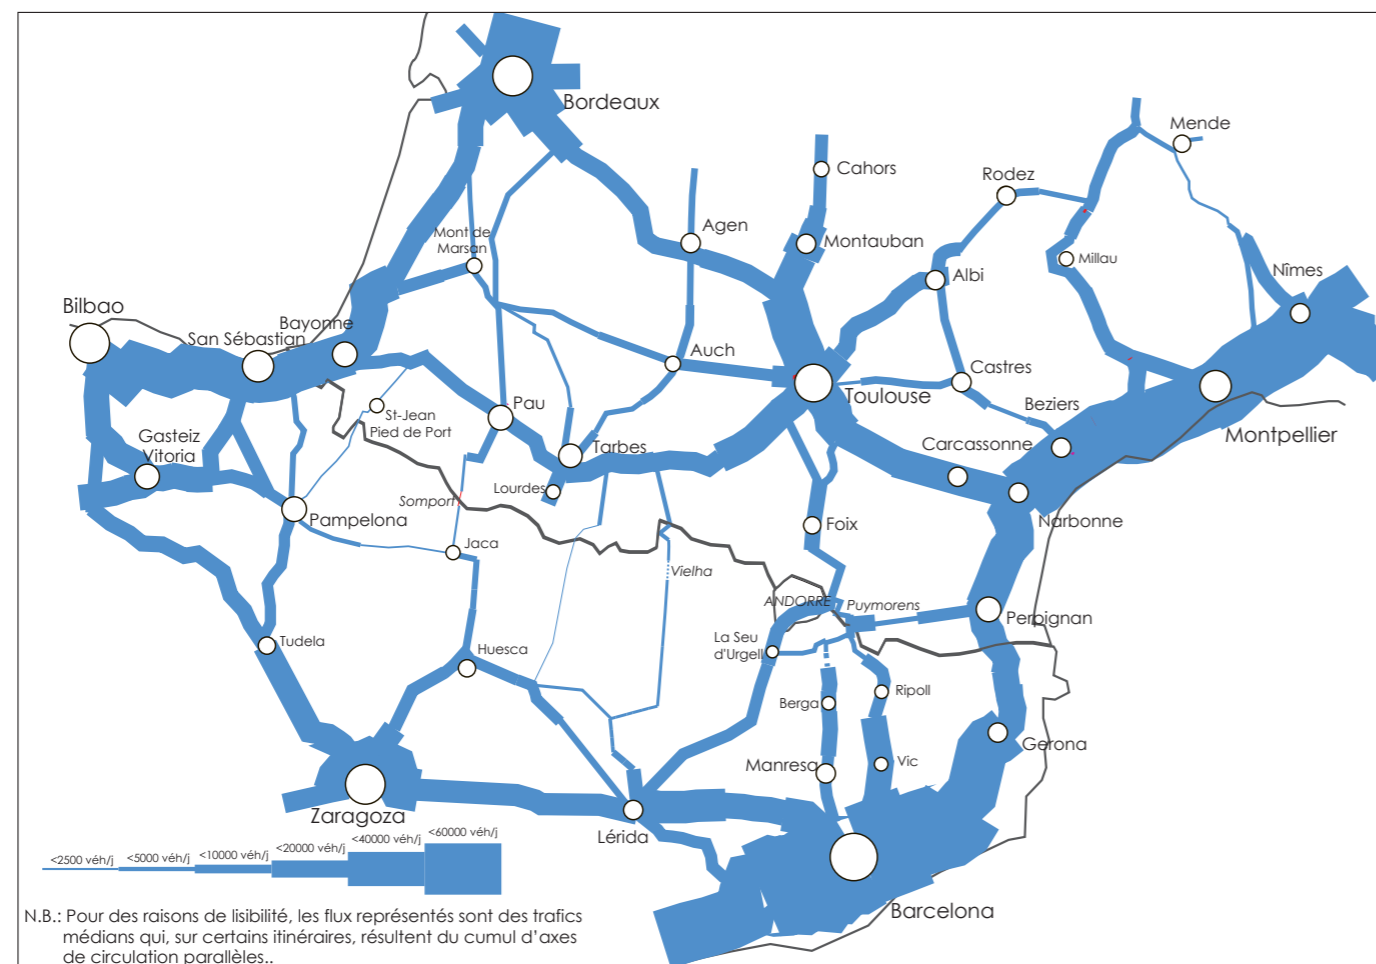 Bordeaux
Mende
Cahors
Rodez
Agen
Mont de
Marsan
Montauban
Millau
Albi
Nîmes
Bilbao
San Sébastian
Bayonne
Auch
Castres
Toulouse
Beziers
St-Jean
Pied de Port
Pau
Gasteiz
Vitoria
Carcassonne
Montpellier
Tarbes
Lourdes
Somport
Pampelona
Narbonne
Foix
Jaca
Vielha
ANDORRE
Puymorens
Perpignan
Tudela
Huesca
La Seu
d'Urgell
Berga
Ripoll
Gerona
Manresa
Vic
Zaragoza
Lérida
Barcelona
<2500 véh/j
<5000 véh/j
<10000 véh/j
<20000 véh/j
<40000 véh/j
<60000 véh/j
N.B.: Pour des raisons de lisibilité, les flux représentés sont des trafics
médians qui, sur certains itinéraires, résultent du cumul d'axes
de circulation parallèles..